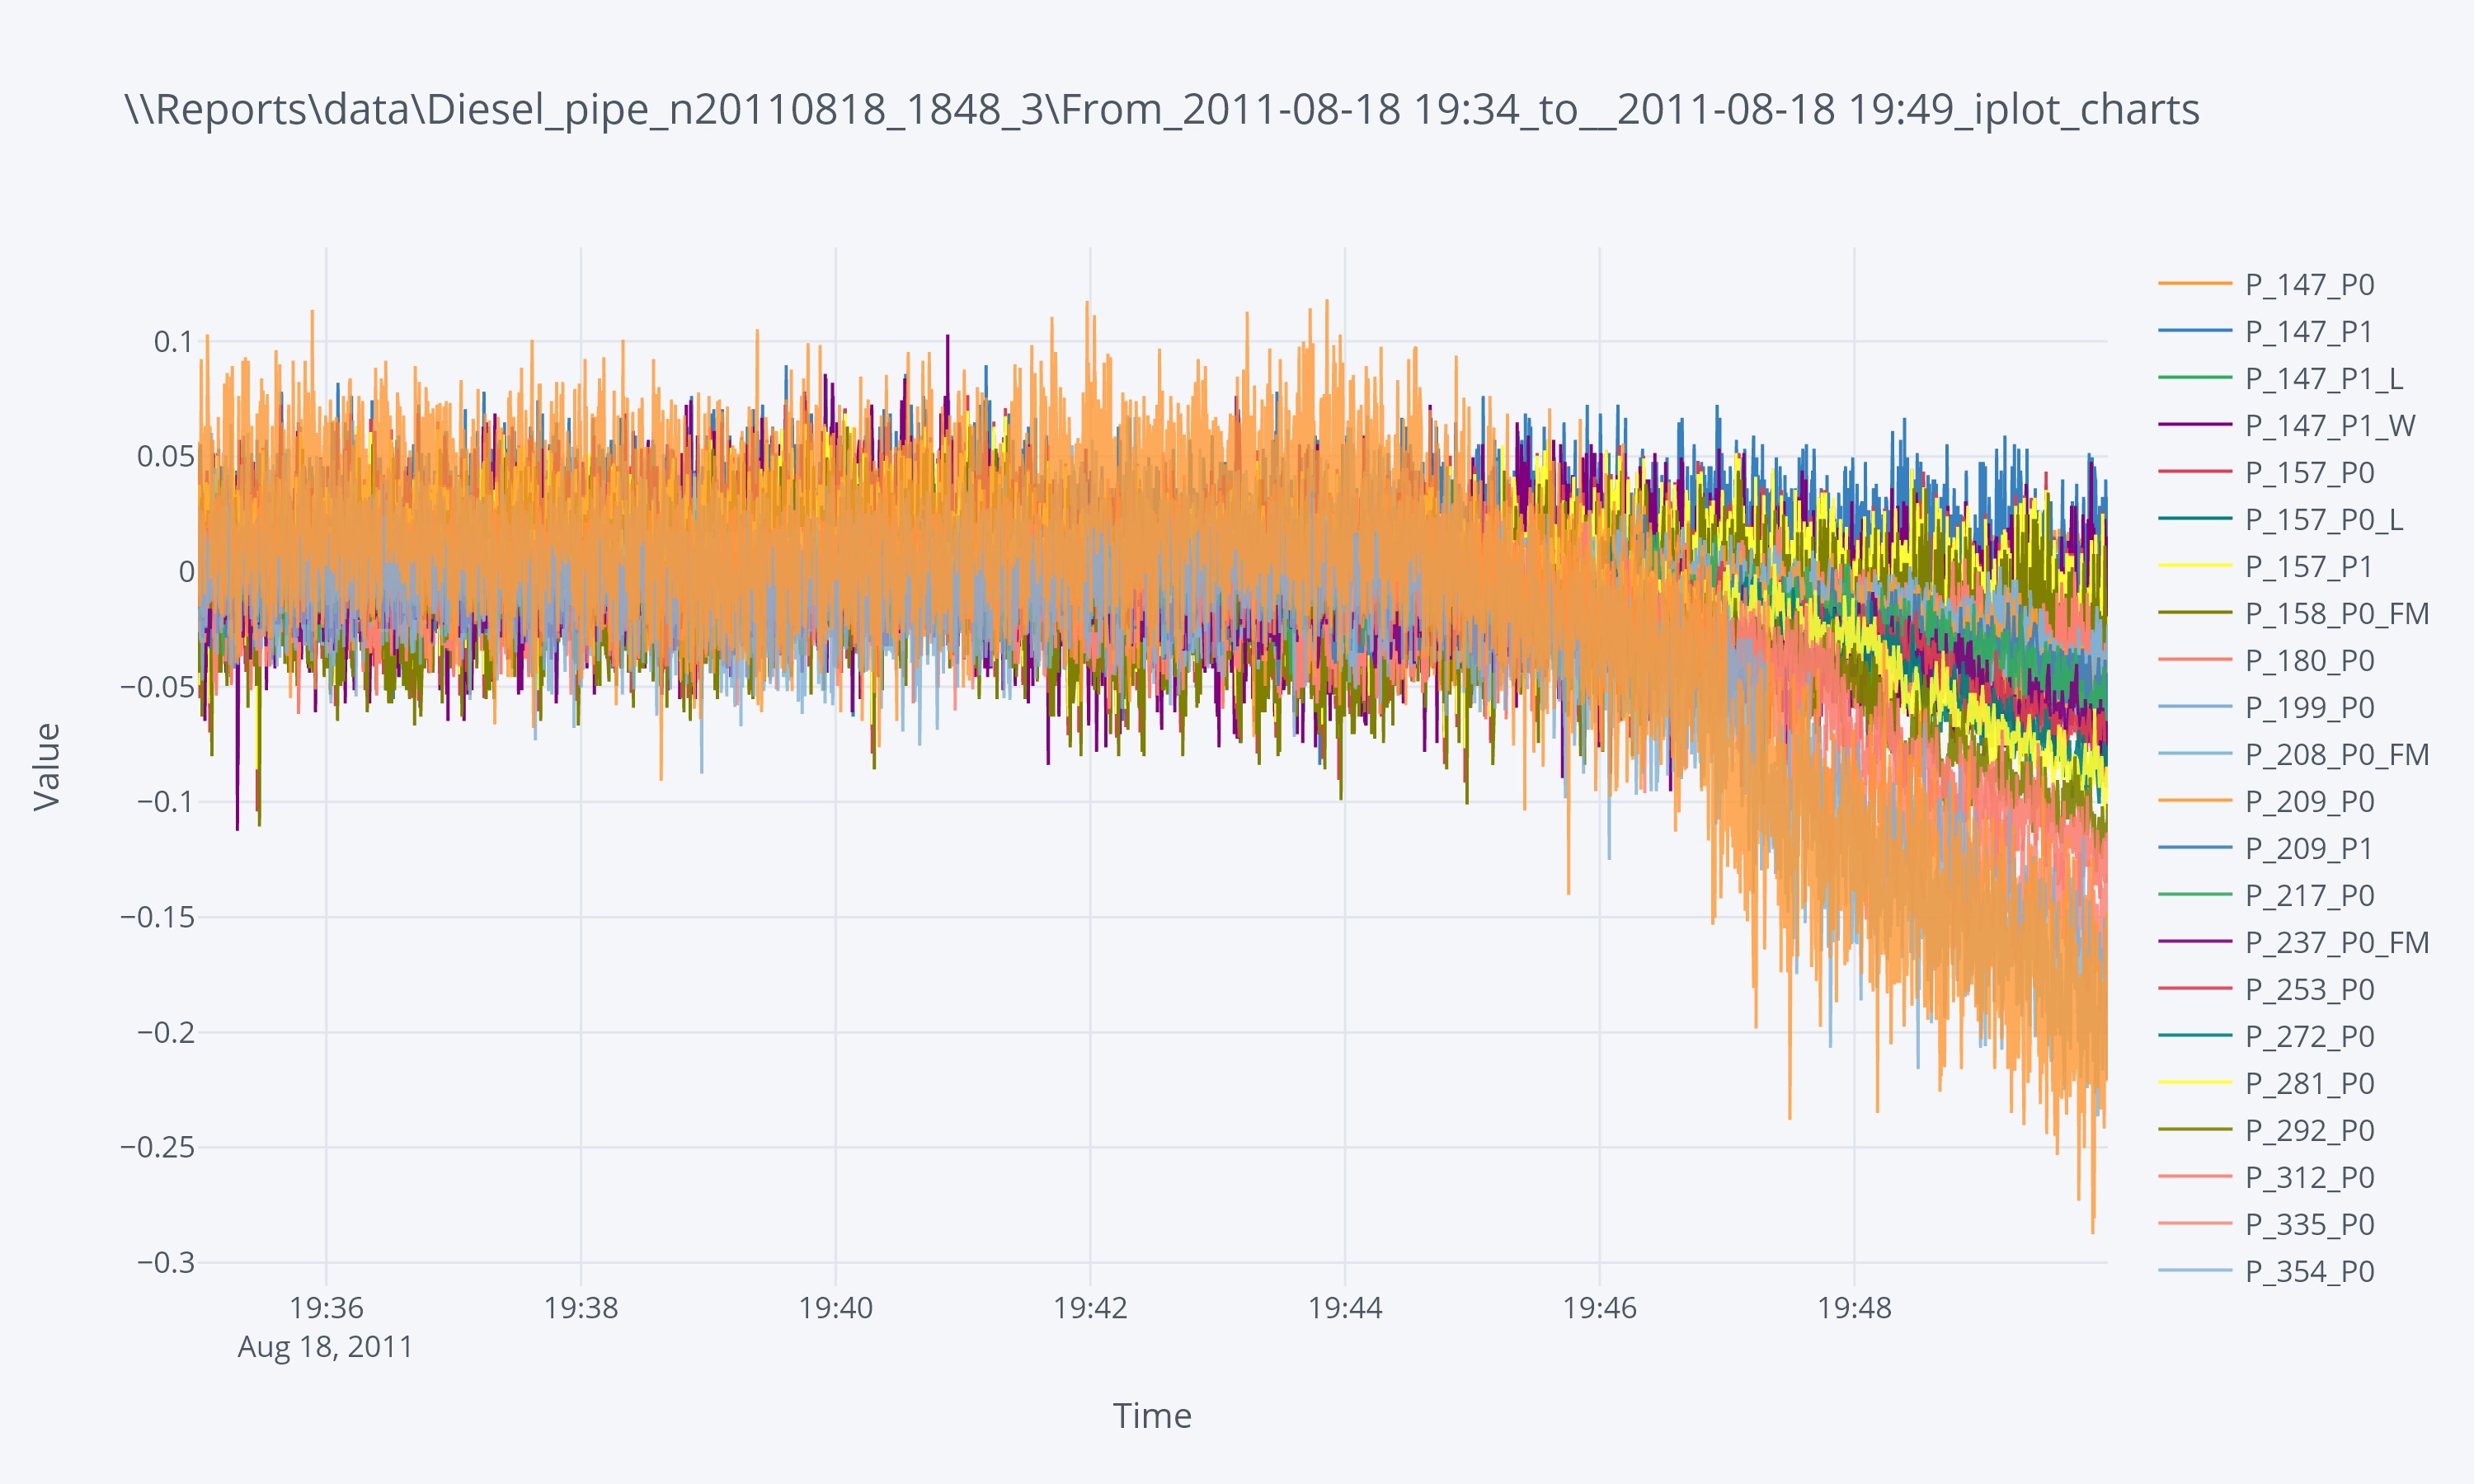 \\Reports\data\Diesel_pipe_n20110818_1848_3\From_2011-08-18 19:34_to__2011-08-18 19:49_iplot_charts
P_147_P0
P_147_P1
P_147_P1_L
P_147_P1_W
P_157_P0
P_157_P0_L
P_157_P1
P_158_P0_FM
P_180_P0
P_199_P0
P_208_P0_FM
P_209_P0
P_209_P1
P_217_P0
P_237_P0_FM
P_253_P0
P_272_P0
P_281_P0
P_292_P0
P_312_P0
P_335_P0
P_354_P0
0.1
0.05
0
−0.05
−0.1
−0.15
−0.2
−0.25
−0.3
Value
19:36 19:38 19:40 19:42 19:44 19:46 19:48
Aug 18, 2011
Time